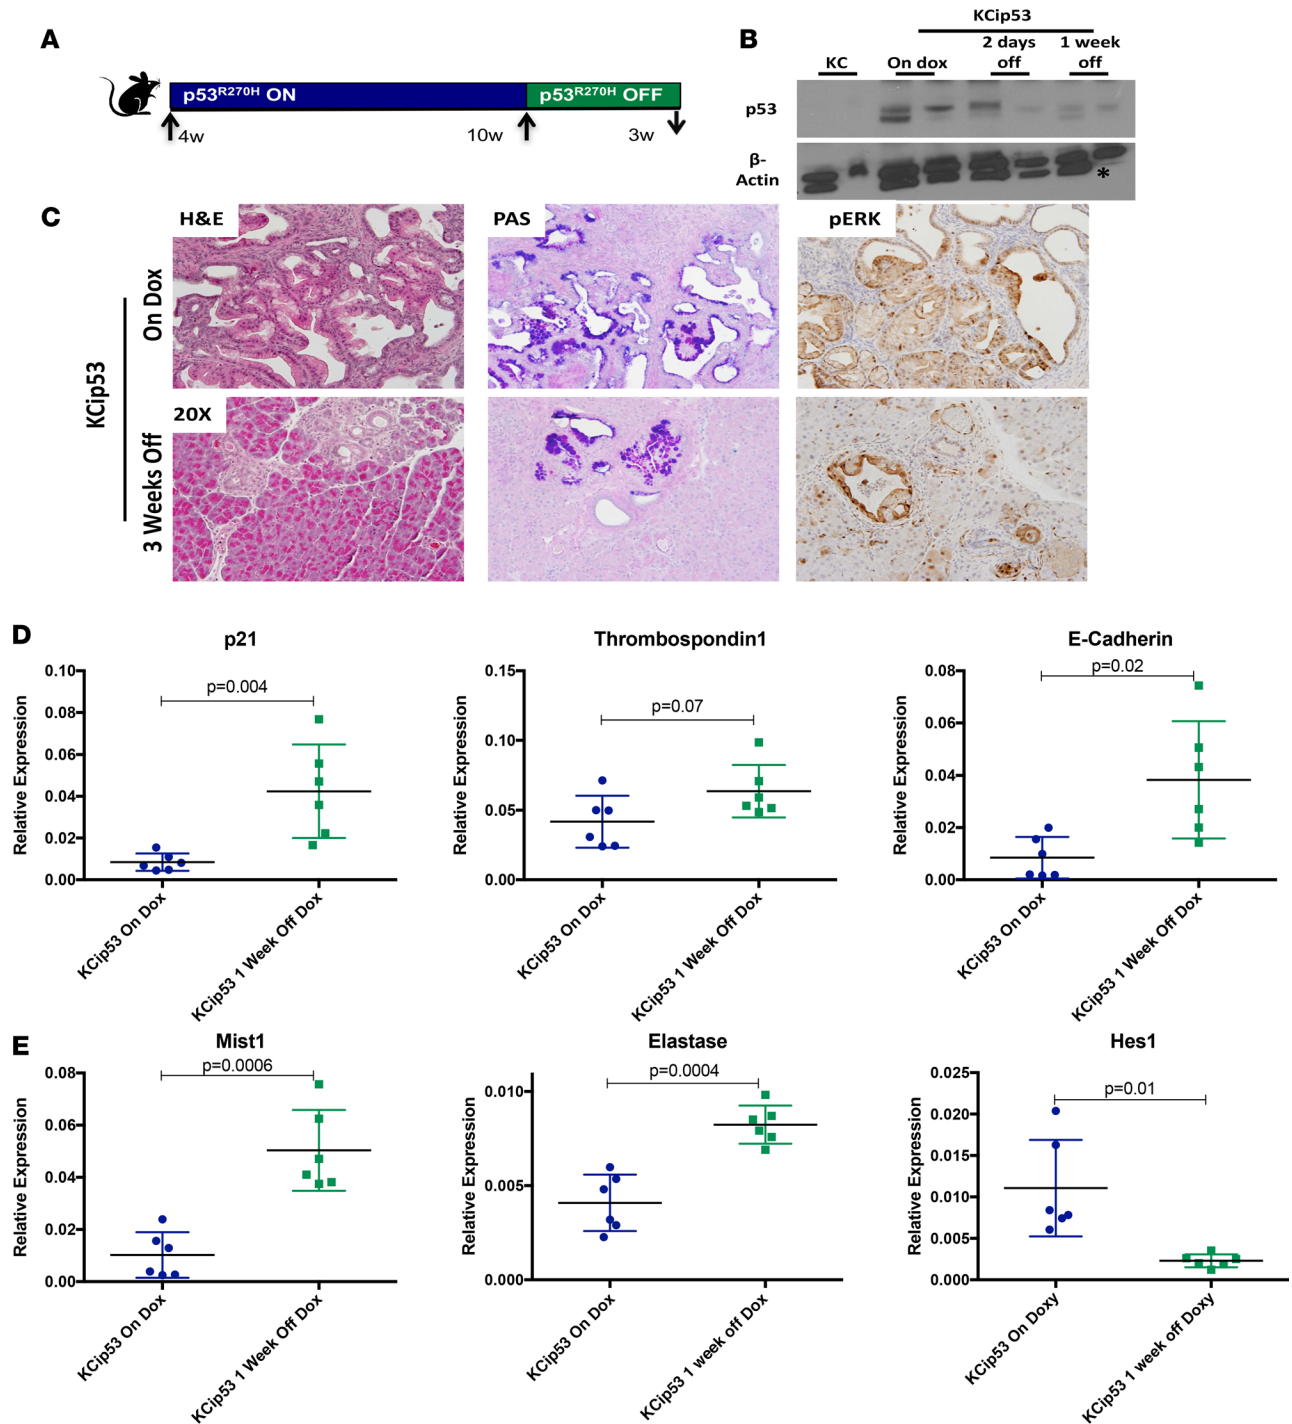 A
p53R270H ON
p53R270H OFF
4w
10w
3w
B
KCip53
KC
On dox
2 days
off
1 week
off
p53
β-
Actin
*
C
KCip53
On Dox
3 Weeks Off
H&E
PAS
pERK
20X
D
p21
Relative Expression
0.10
0.08
0.06
0.04
0.02
0.00
p=0.004
KCip53 On Dox
KCip53 1 Week Off Dox
Thrombospondin1
Relative Expression
0.15
0.10
0.05
0.00
p=0.07
KCip53 On Dox
KCip53 1 Week Off Dox
E-Cadherin
Relative Expression
0.08
0.06
0.04
0.02
0.00
p=0.02
KCip53 On Dox
KCip53 1 Week Off Dox
E
Mist1
Relative Expression
0.08
0.06
0.04
0.02
0.00
p=0.0006
KCip53 On Dox
KCip53 1 Week Off Dox
Elastase
Relative Expression
0.010
0.005
0.000
p=0.0004
KCip53 On Dox
KCip53 1 week off Dox
Hes1
Relative Expression
0.025
0.020
0.015
0.010
0.005
0.000
p=0.01
KCip53 On Doxy
KCip53 1 week off Doxy